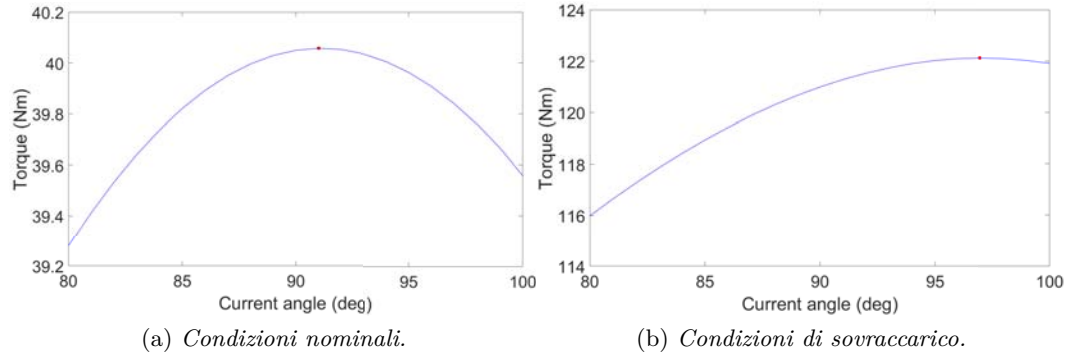 40.2
40
39.8
39.6
39.4
39.2
Torque (Nm)
80 85 90 95 100
Current angle (deg)
(a) Condizioni nominali.
124
122
120
118
116
114
Torque (Nm)
80 85 90 95 100
Current angle (deg)
(b) Condizioni di sovraccarico.